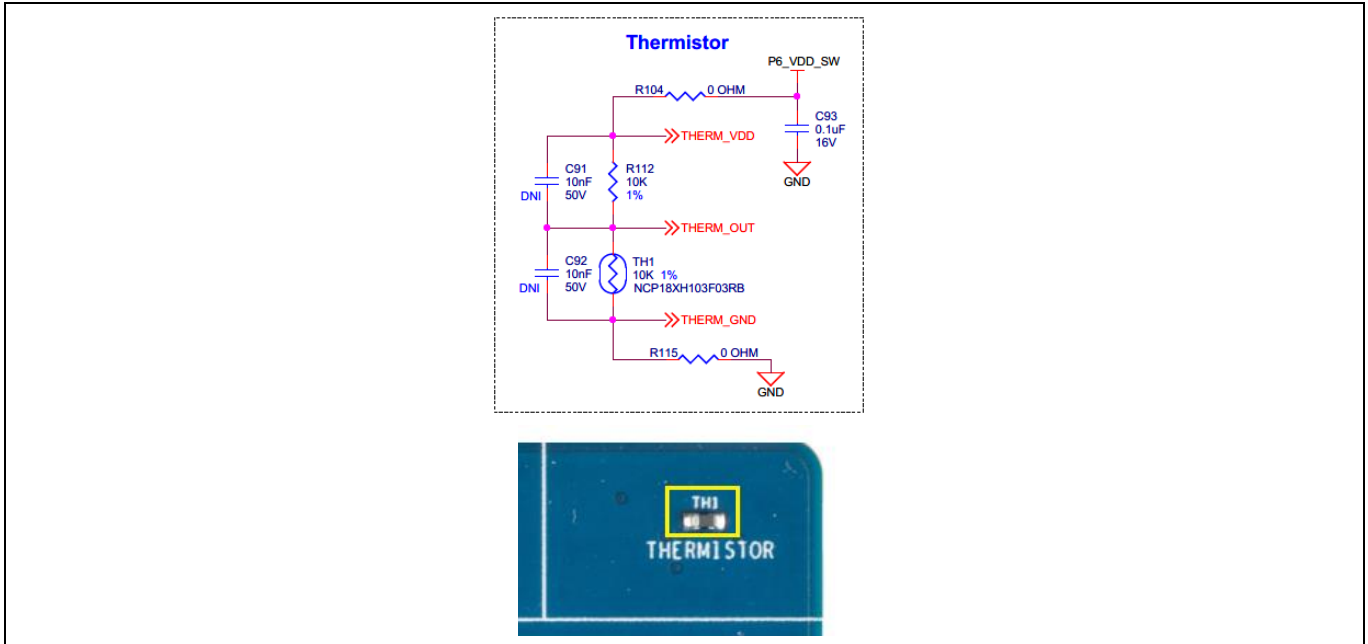 Thermistor
P6_VDD_SW
R104 0 OHM
C93
0.1uF
16V
THERM_VDD
GND
C91
10nF
50V
DNI
R112
10K
1%
THERM_OUT
C92
10nF
50V
DNI
TH1
10K 1%
NCP18XH103F03RB
THERM_GND
R115 0 OHM
GND
TH1
THERMISTOR